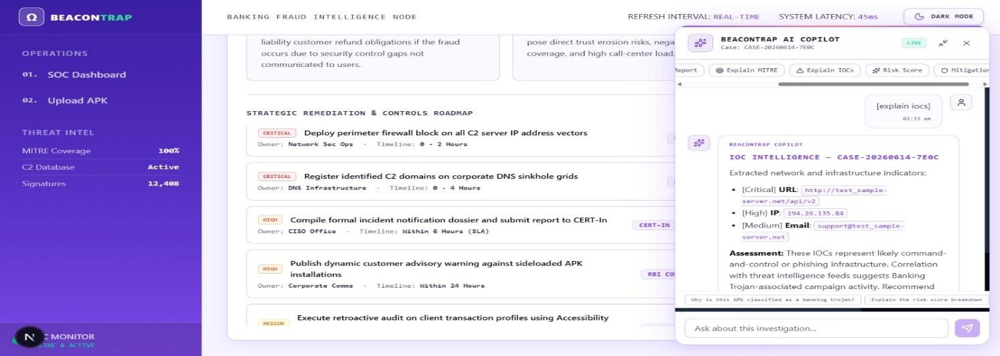 Ω BEACONTRAP
OPERATIONS
01. SOC Dashboard
02. Upload APK
THREAT INTEL
MITRE Coverage 100%
C2 Database Active
Signatures 12,408
N C MONITOR
LINE & ACTIVE
BANKING FRAUD INTELLIGENCE NODE
REFRESH INTERVAL: REAL-TIME SYSTEM LATENCY: 45ms DARK MODE
liability customer refund obligations if the fraud
occurs due to security control gaps not
communicated to users.
pose direct trust erosion risks, nega
coverage, and high call-center load.
STRATEGIC REMEDIATION & CONTROLS ROADMAP
CRITICAL Deploy perimeter firewall block on all C2 server IP address vectors
Owner: Network Sec Ops · Timeline: 0 - 2 Hours
CRITICAL Register identified C2 domains on corporate DNS sinkhole grids
Owner: DNS Infrastructure · Timeline: 0 - 4 Hours
HIGH Compile formal incident notification dossier and submit report to CERT-In
Owner: CISO Office · Timeline: Within 6 Hours (SLA)
CERT-IN
HIGH Publish dynamic customer advisory warning against sideloaded APK
installations
Owner: Corporate Comms · Timeline: Within 24 Hours
RBI CO
MEDIUM Execute retroactive audit on client transaction profiles using Accessibility
BEACONTRAP AI COPILOT
Case: CASE-20260614-7E0C
LIVE
Report Explain MITRE Explain IOCs Risk Score Mitigation
[explain iocs]
02:33 am
BEACONTRAP COPILOT
IOC INTELLIGENCE — CASE-20260614-7E0C
Extracted network and infrastructure indicators:
• [Critical] URL: http://test_sample-
server.net/api/v2
• [High] IP: 194.26.135.84
• [Medium] Email: support@test_sample-
server.net
Assessment: These IOCs represent likely command-
and-control or phishing infrastructure. Correlation
with threat intelligence feeds suggests Banking
Trojan-associated campaign activity. Recommend
Why is this APK classified as a banking trojan? Explain the risk score breakdown
Ask about this investigation...